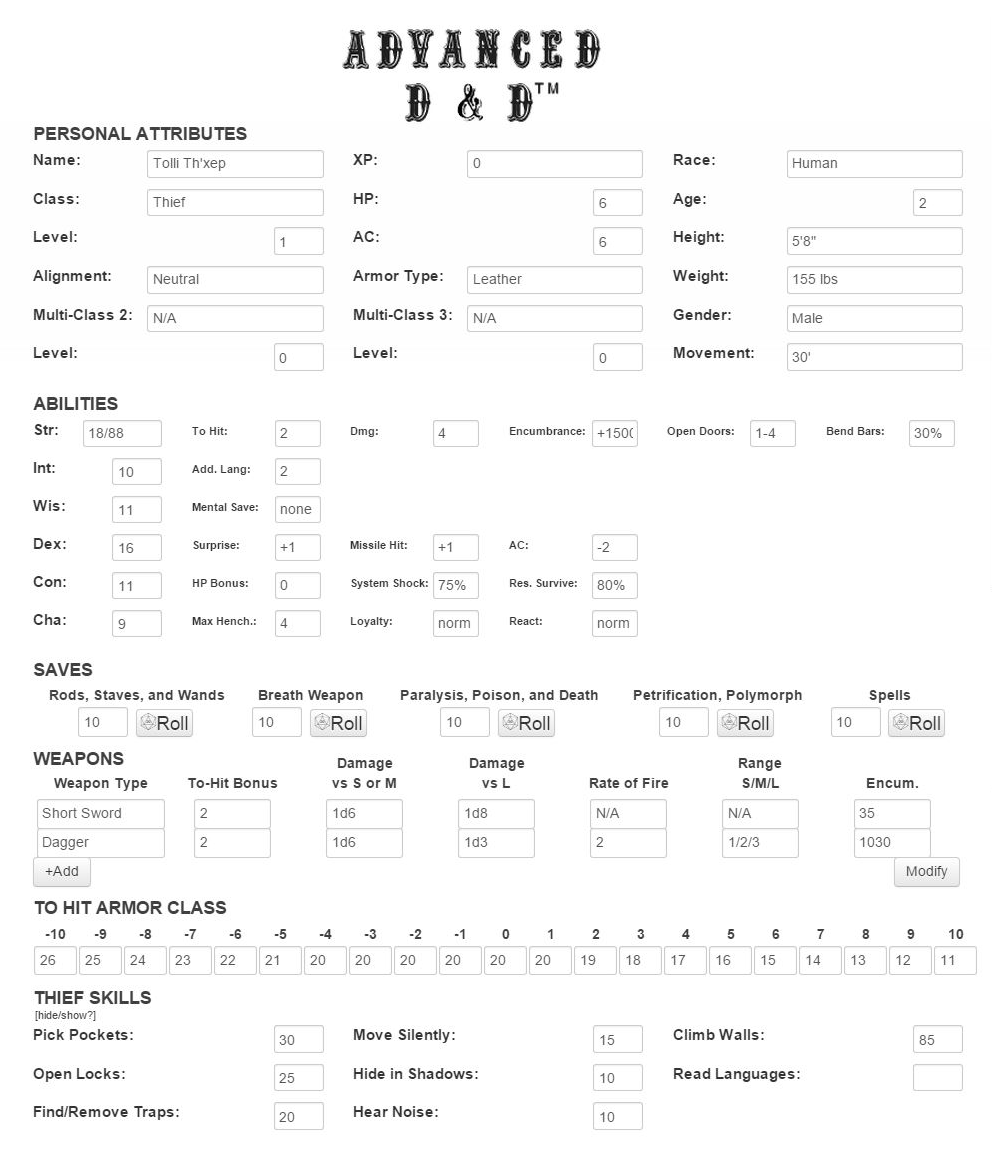 ADVANCED
D & D™
PERSONAL ATTRIBUTES
Name: Tolli Th'xep XP: 0 Race: Human
Class: Thief HP: 6 Age: 2
Level: 1 AC: 6 Height: 5'8"
Alignment: Neutral Armor Type: Leather Weight: 155 lbs
Multi-Class 2: N/A Multi-Class 3: N/A Gender: Male
Level: 0 Level: 0 Movement: 30'
ABILITIES
Str: 18/88 To Hit: 2 Dmg: 4 Encumbrance: +1500 Open Doors: 1-4 Bend Bars: 30%
Int: 10 Add. Lang: 2
Wis: 11 Mental Save: none
Dex: 16 Surprise: +1 Missile Hit: +1 AC: -2
Con: 11 HP Bonus: 0 System Shock: 75% Res. Survive: 80%
Cha: 9 Max Hench.: 4 Loyalty: norm React: norm
SAVES
Rods, Staves, and Wands Breath Weapon Paralysis, Poison, and Death Petrification, Polymorph Spells
10 Roll 10 Roll 10 Roll 10 Roll 10 Roll
WEAPONS Damage Damage Range
Weapon Type To-Hit Bonus vs S or M vs L Rate of Fire S/M/L Encum.
Short Sword 2 1d6 1d8 N/A N/A 35
Dagger 2 1d6 1d3 2 1/2/3 1030
+Add Modify
TO HIT ARMOR CLASS
-10 -9 -8 -7 -6 -5 -4 -3 -2 -1 0 1 2 3 4 5 6 7 8 9 10
26 25 24 23 22 21 20 20 20 20 20 20 19 18 17 16 15 14 13 12 11
THIEF SKILLS
[hide/show?]
Pick Pockets: 30 Move Silently: 15 Climb Walls: 85
Open Locks: 25 Hide in Shadows: 10 Read Languages:
Find/Remove Traps: 20 Hear Noise: 10